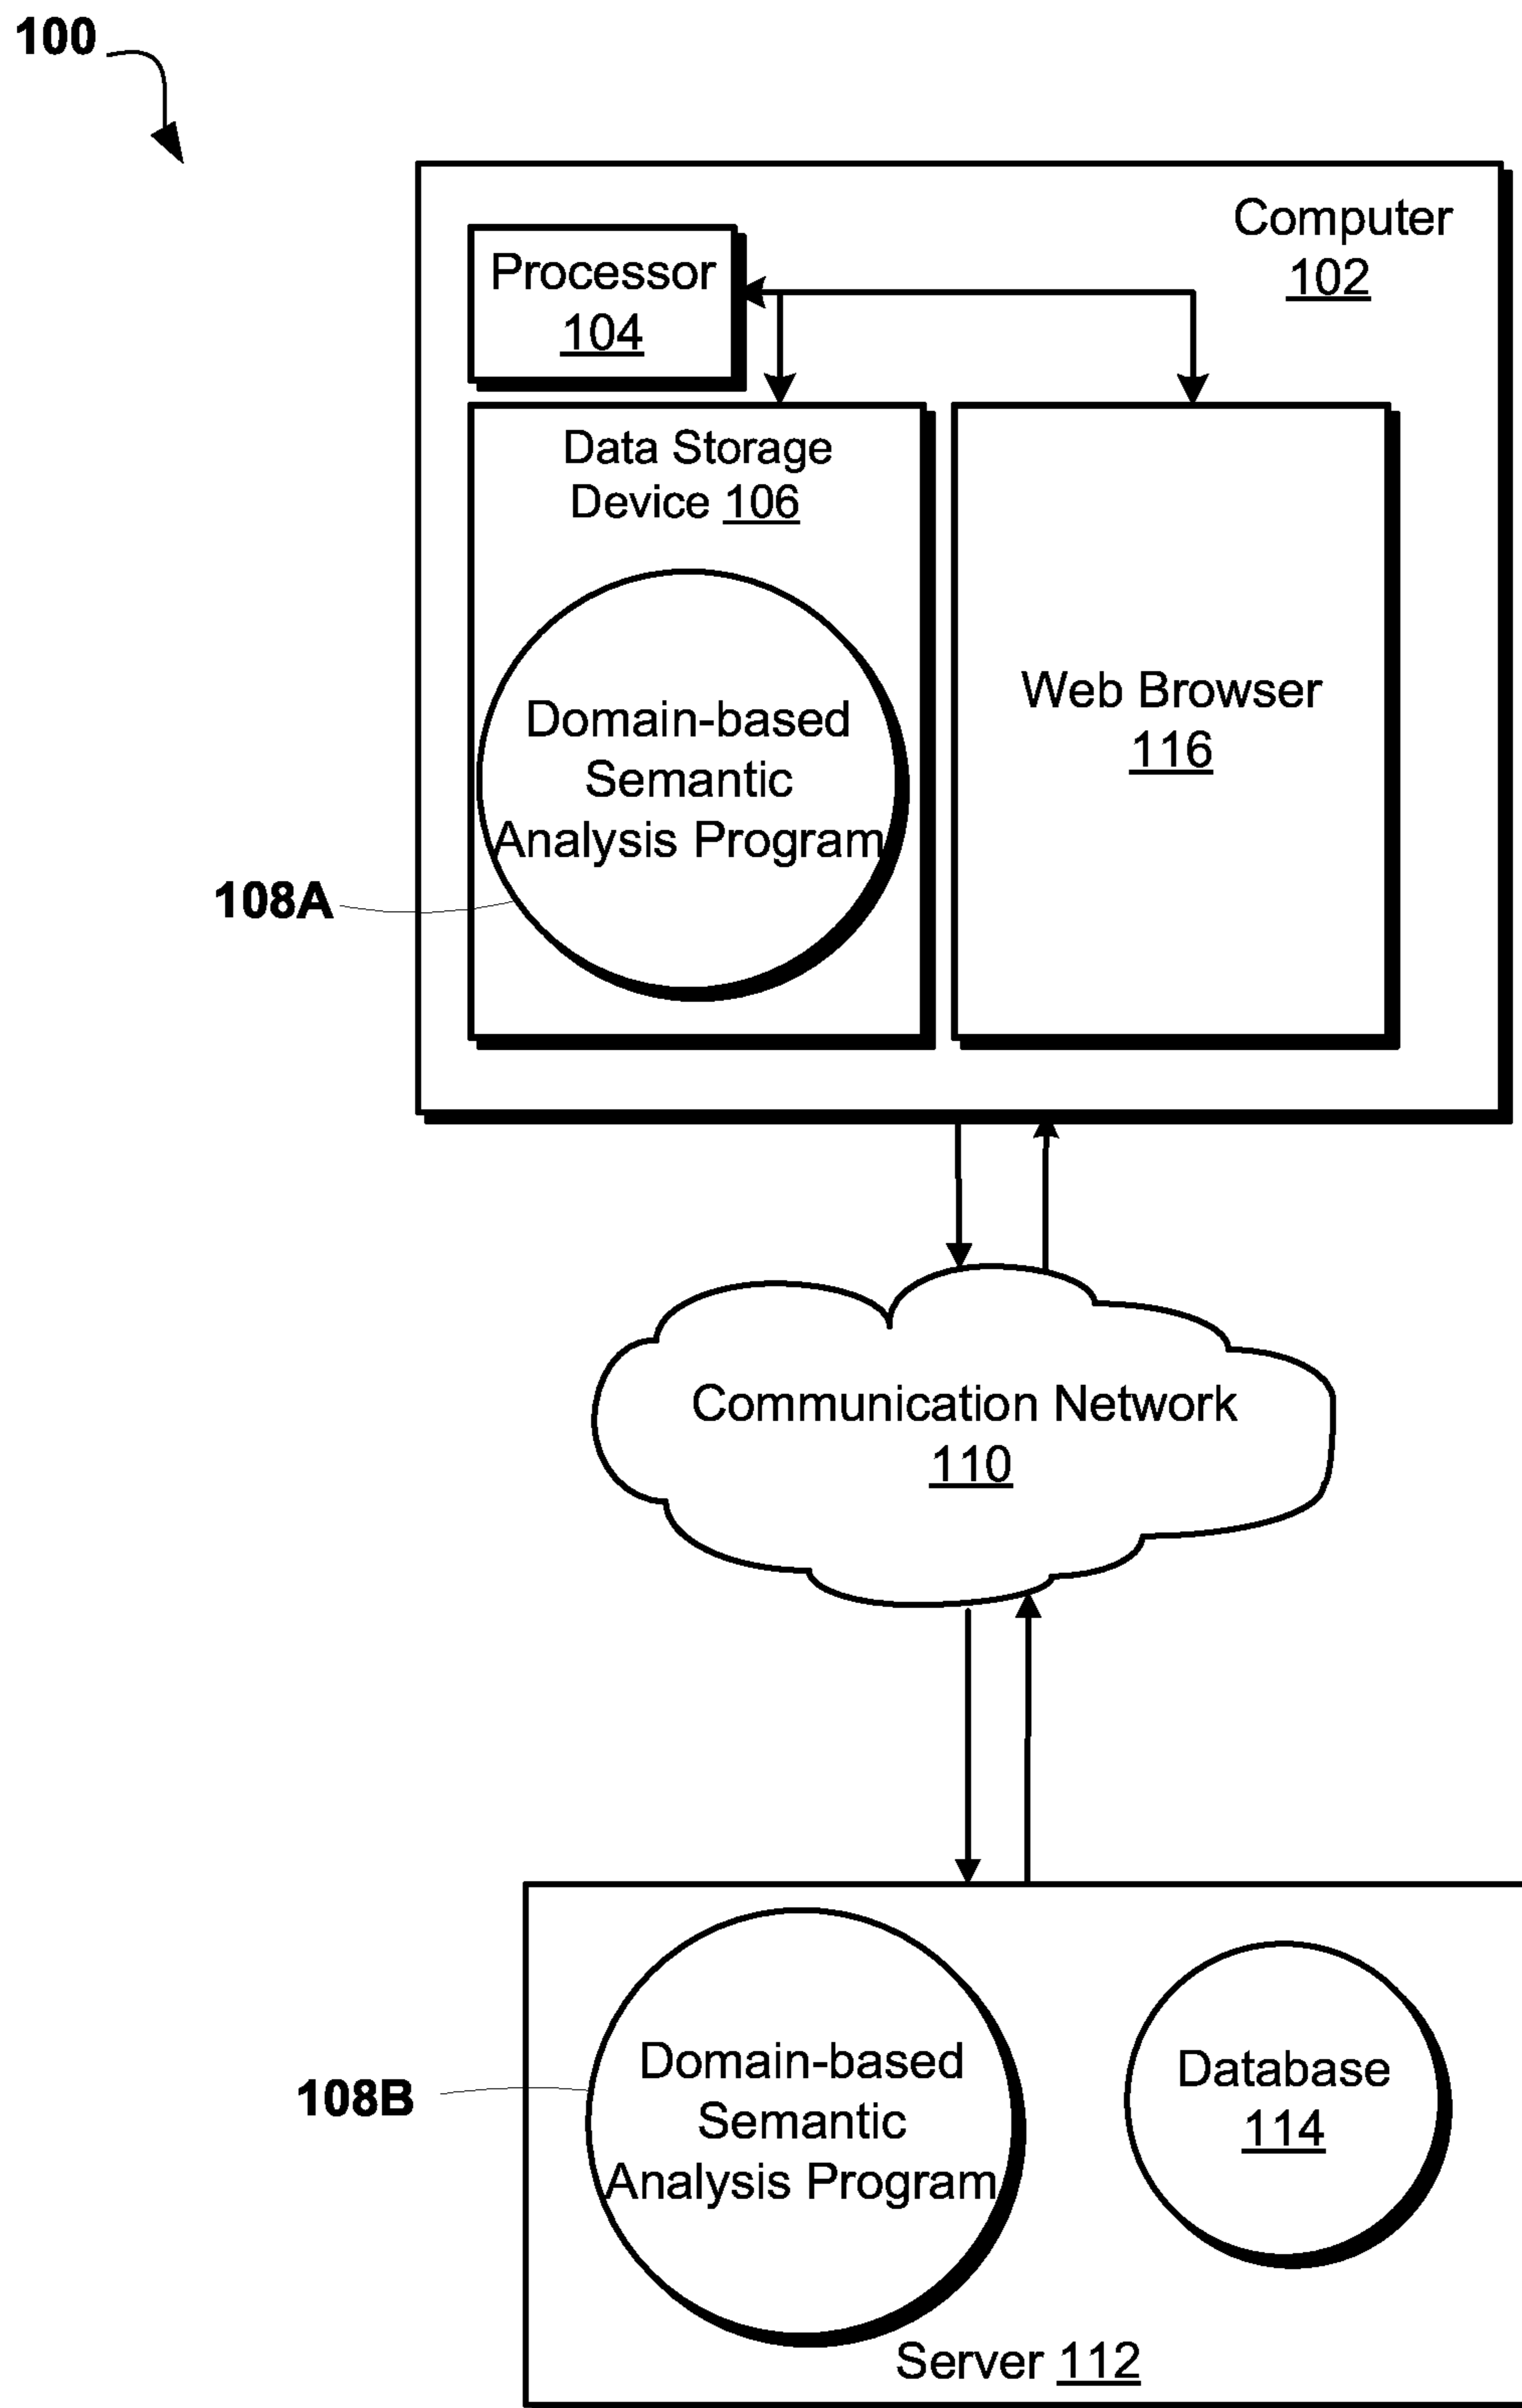 100
Computer
102
Processor
104
Data Storage
Device 106
Domain-based
Semantic
Analysis Program
108A
Web Browser
116
Communication Network
110
Domain-based
Semantic
Analysis Program
108B
Database
114
Server 112